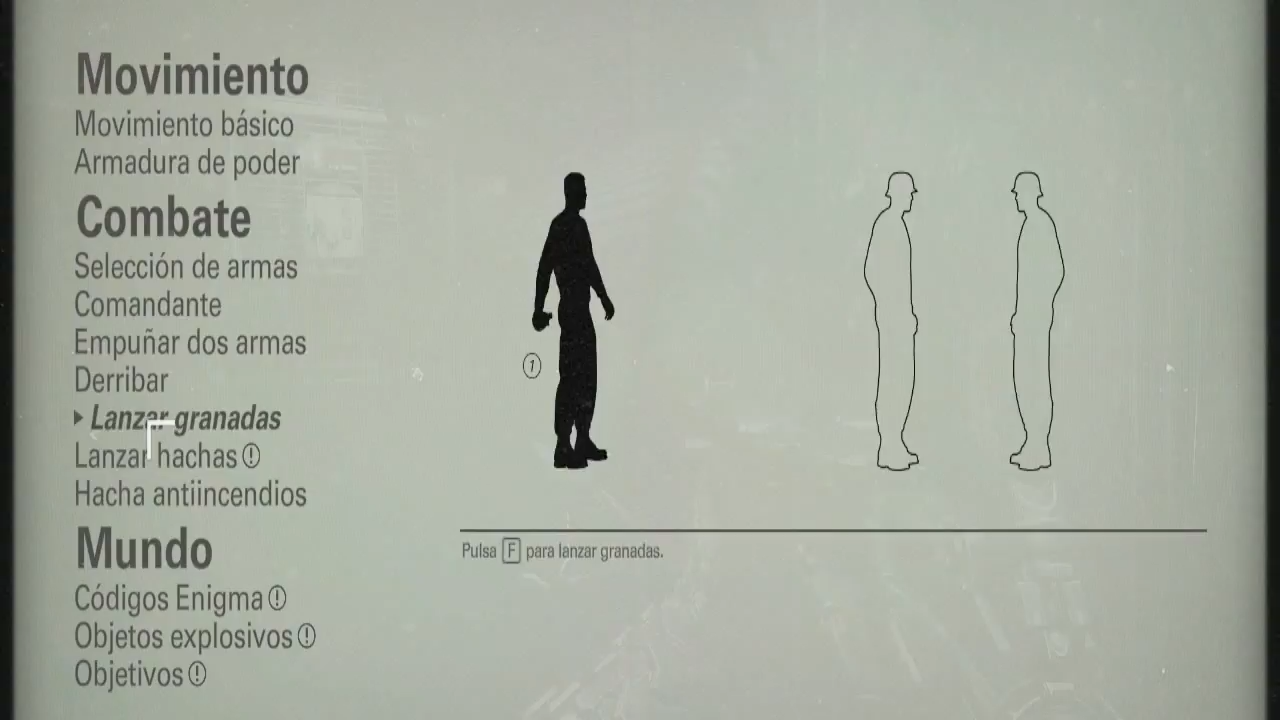 Movimiento
Movimiento básico
Armadura de poder
Combate
Selección de armas
Comandante
Empuñar dos armas
Derribar
Lanzar granadas
Lanzar hachas !
Hacha antiincendios
Mundo
Códigos Enigma !
Objetos explosivos !
Objetivos !
1
Pulsa F para lanzar granadas.